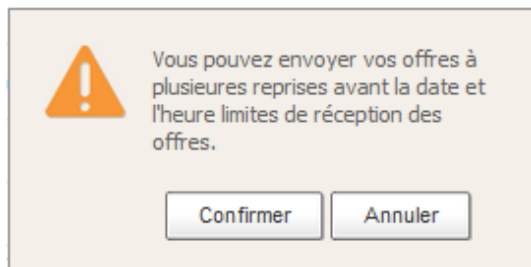 Vous pouvez envoyer vos offres à
plusieures reprises avant la date et
l'heure limites de réception des
offres.
Confirmer
Annuler